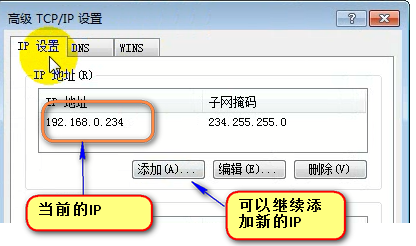 高级 TCP/IP 设置
IP 设置 DNS WINS
IP 地址(R)
IP 地址 子网掩码
192.168.0.234 234.255.255.0
添加(A)... 编辑(E)... 删除(V)
当前的IP
可以继续添
加新的IP